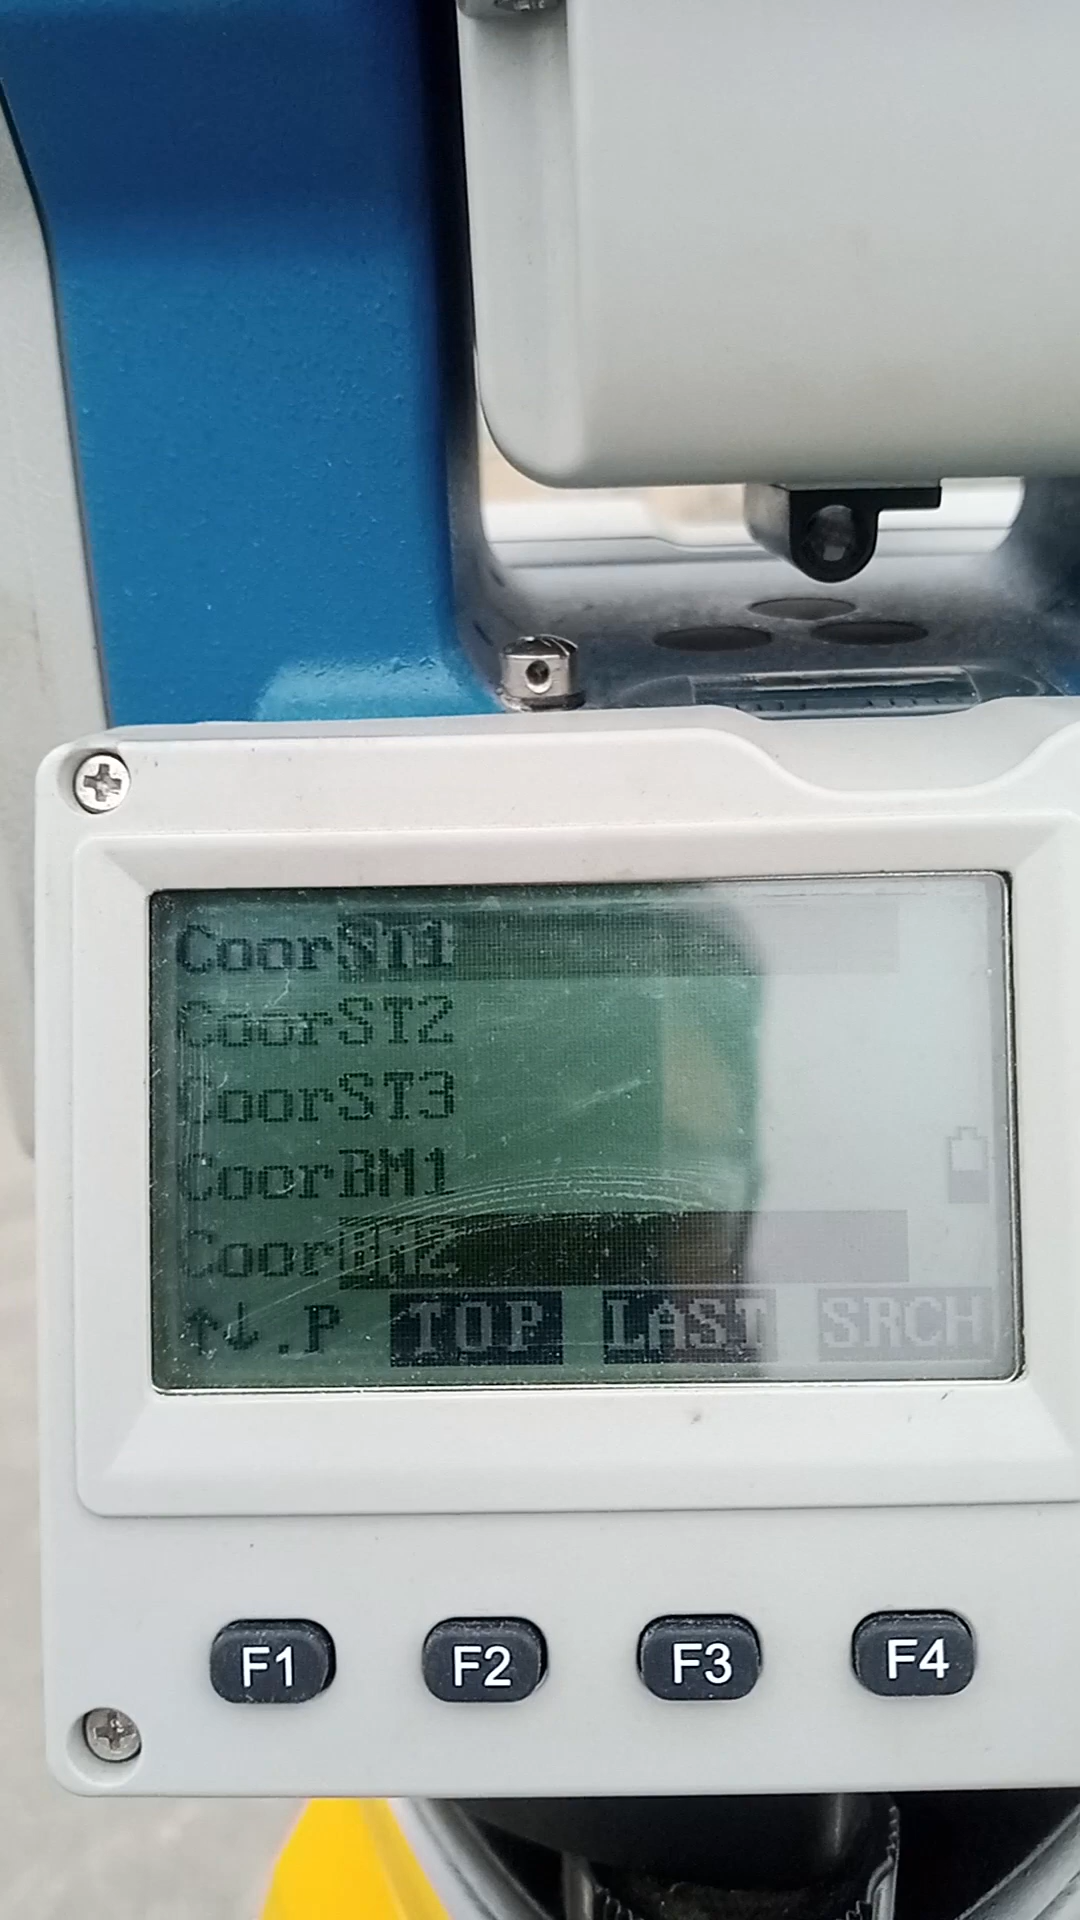 CoorST1
CoorST2
CoorST3
CoorBM1
CoorBM2
↑↓.P TOP LAST SRCH
F1 F2 F3 F4